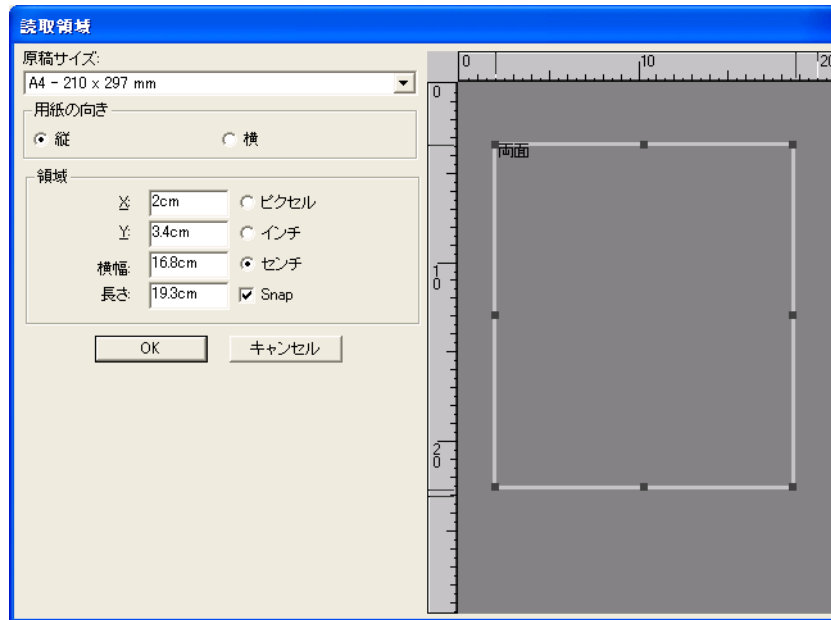 読取領域
原稿サイズ:
A4 - 210 x 297 mm
用紙の向き
縦 横
領域
X: 2cm ピクセル
Y: 3.4cm インチ
横幅: 16.8cm センチ
長さ: 19.3cm Snap
OK キャンセル
0 10 20
0
両面
10
20